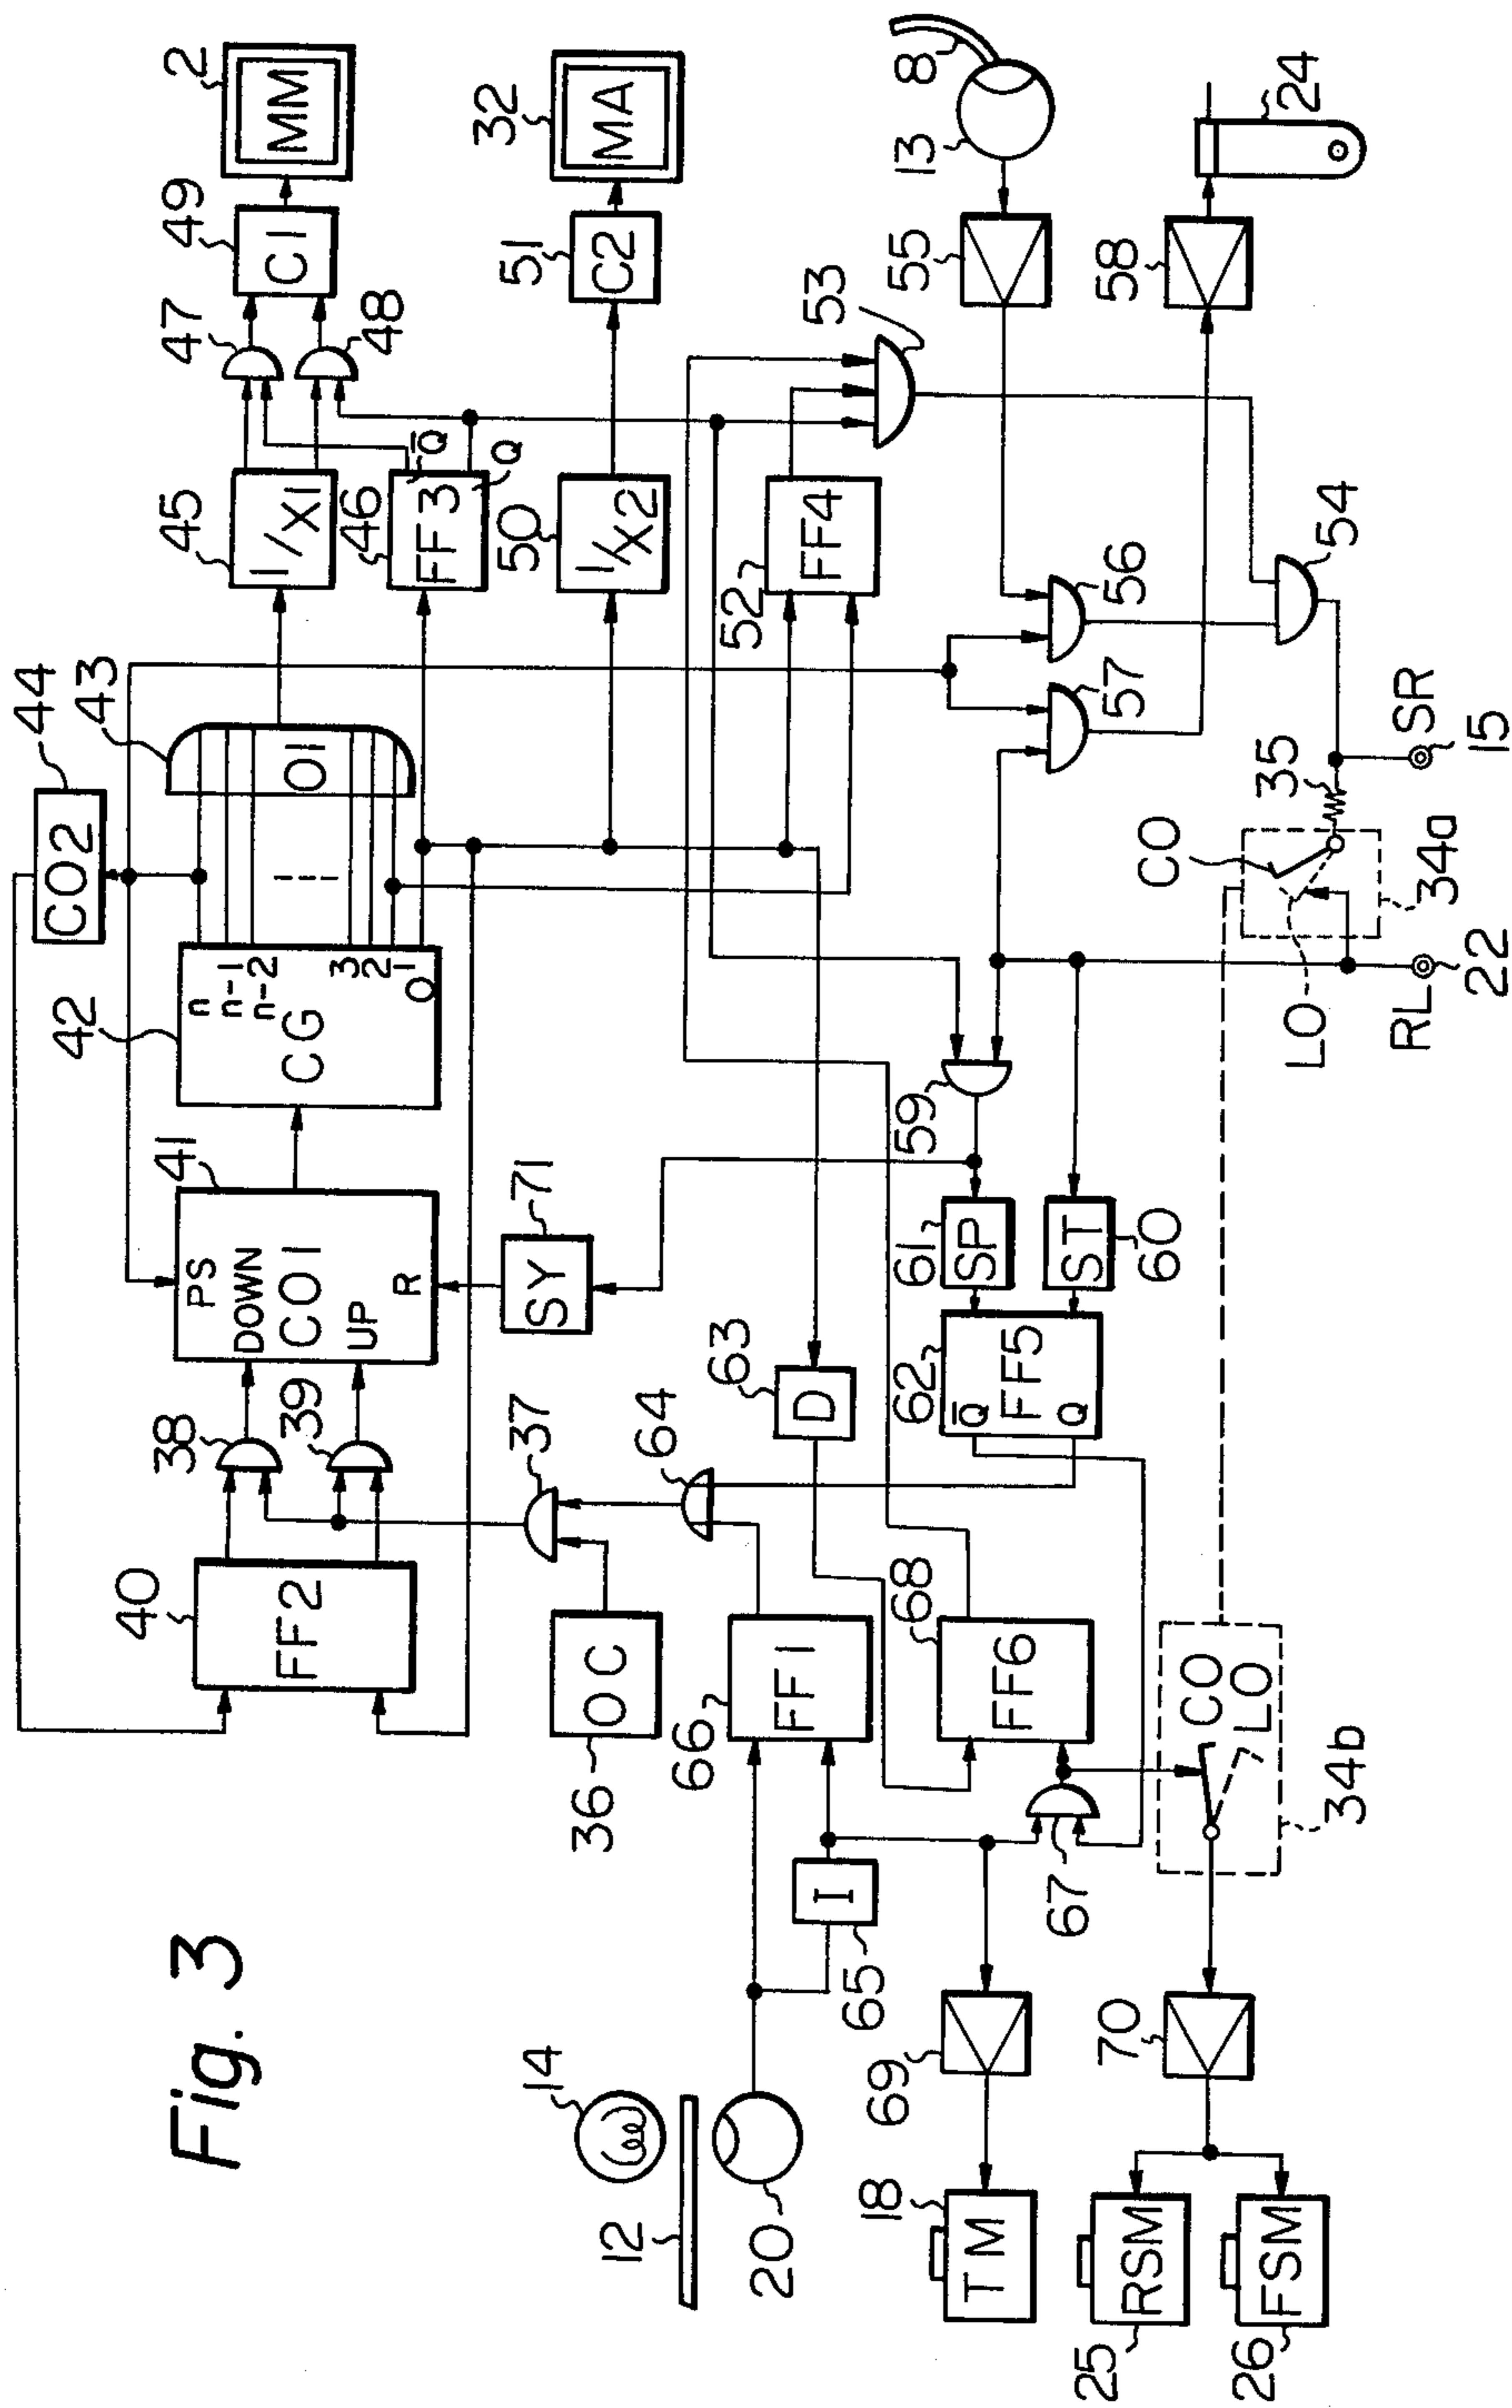 Fig. 3
2
MM
49
C1
47
48
45
1/X1
43
O1
44
CO2
42
CG
n
n-1
n-2
3
2
1
0
41
PS
DOWN
CO1
UP
R
38
39
40
FF2
32
MA
51
C2
50
1/X2
46
FF3
Q̅
Q
71
SY
37
36
OC
53
52
FF4
63
D
64
66
FF1
65
I
14
12
20
8
13
55
56
57
59
61
SP
60
ST
62
FF5
Q̅
Q
68
FF6
67
69
18
TM
24
58
54
SR
15
35
CO
LO
34a
RL
22
CO
LO
34b
70
25
RSM
26
FSM